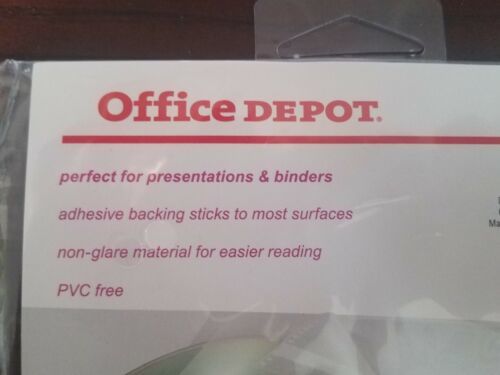 Office DEPOT.
perfect for presentations & binders
adhesive backing sticks to most surfaces
non-glare material for easier reading
PVC free